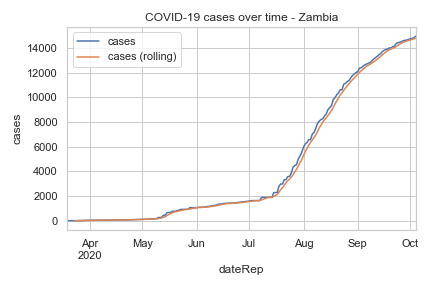 COVID-19 cases over time - Zambia
cases
cases (rolling)
14000
12000
10000
8000
6000
4000
2000
0
cases
Apr
2020
May
Jun
Jul
Aug
Sep
Oct
dateRep